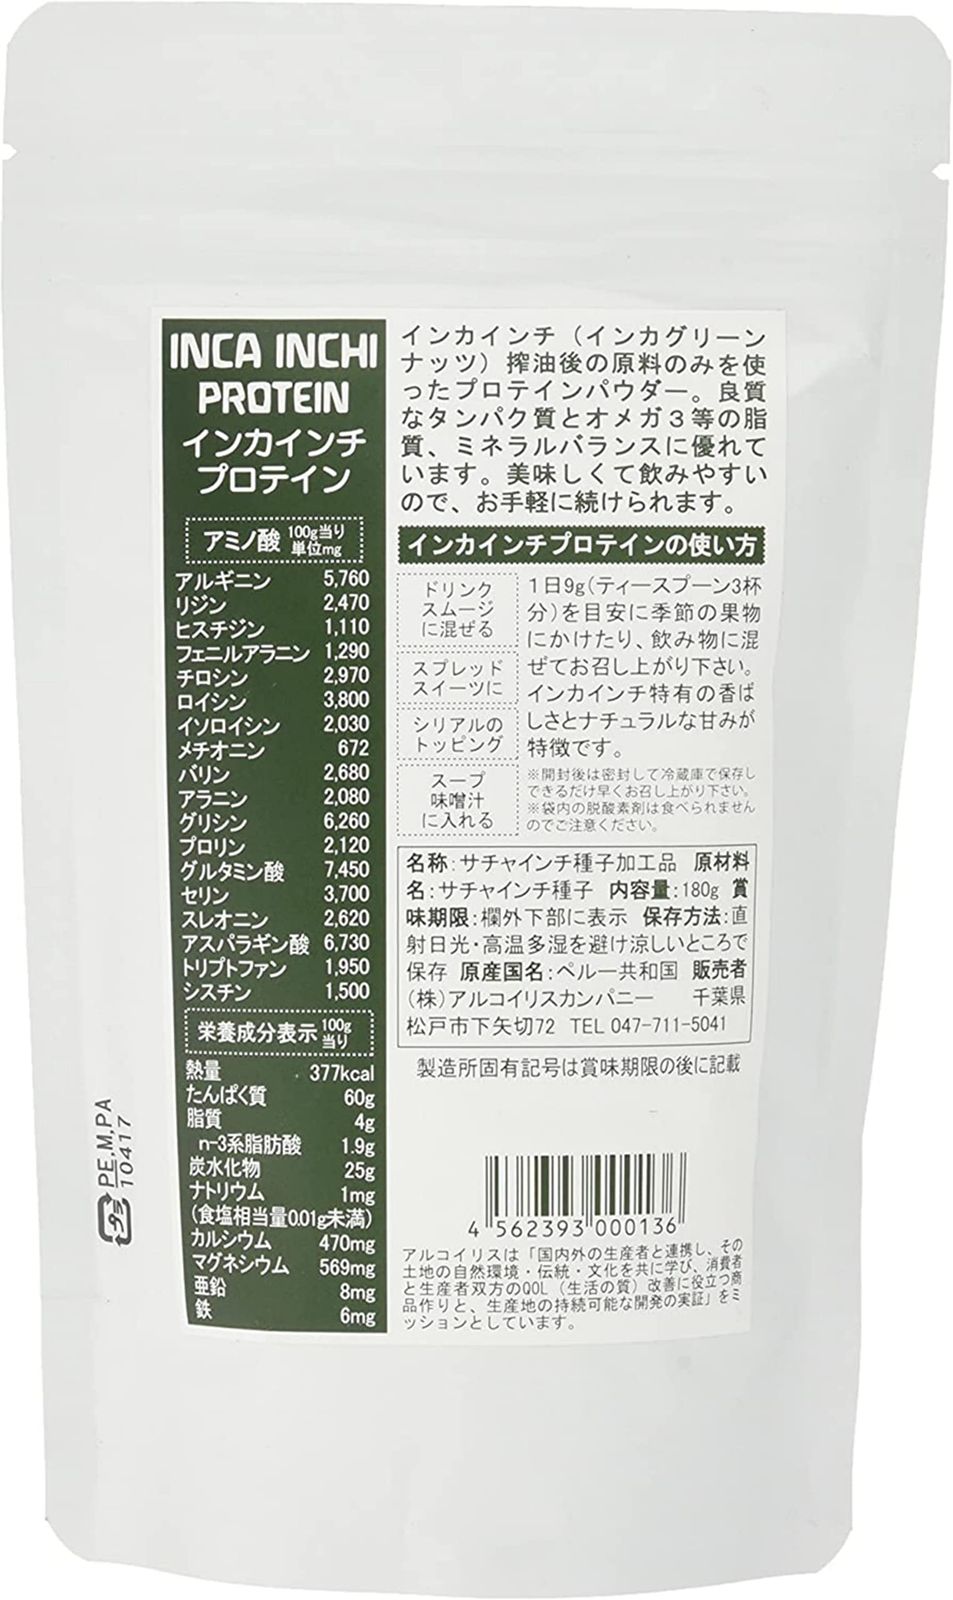 INCA INCHI
PROTEIN
インカインチ
プロテイン
アミノ酸 100g当り 単位mg
アルギニン 5,760
リジン 2,470
ヒスチジン 1,110
フェニルアラニン 1,290
チロシン 2,970
ロイシン 3,800
イソロイシン 2,030
メチオニン 672
バリン 2,680
アラニン 2,080
グリシン 6,260
プロリン 2,120
グルタミン酸 7,450
セリン 3,700
スレオニン 2,620
アスパラギン酸 6,730
トリプトファン 1,950
シスチン 1,500
栄養成分表示 100g当り
熱量 377kcal
たんぱく質 60g
脂質 4g
n-3系脂肪酸 1.9g
炭水化物 25g
ナトリウム 1mg
(食塩相当量0.01g未満)
カルシウム 470mg
マグネシウム 569mg
亜鉛 8mg
鉄 6mg
インカインチ（インカグリーン
ナッツ）搾油後の原料のみを使
ったプロテインパウダー。良質
なタンパク質とオメガ３等の脂
質、ミネラルバランスに優れて
います。美味しくて飲みやすい
ので、お手軽に続けられます。
インカインチプロテインの使い方
ドリンク
スムージ
に混ぜる
スプレッド
スイーツに
シリアルの
トッピング
スープ
味噌汁
に入れる
1日9g(ティースプーン3杯
分)を目安に季節の果物
にかけたり、飲み物に混
ぜてお召し上がり下さい。
インカインチ特有の香ば
しさとナチュラルな甘みが
特徴です。
※開封後は密封して冷蔵庫で保存し
できるだけ早くお召し上がり下さい。
※袋内の脱酸素剤は食べられません
のでご注意ください。
名称:サチャインチ種子加工品 原材料
名:サチャインチ種子 内容量:180g 賞
味期限:欄外下部に表示 保存方法:直
射日光・高温多湿を避け涼しいところで
保存 原産国名:ペルー共和国 販売者
(株)アルコイリスカンパニー 千葉県
松戸市下矢切72 TEL 047-711-5041
製造所固有記号は賞味期限の後に記載
4 562393 000136
アルコイリスは「国内外の生産者と連携し、その
土地の自然環境・伝統・文化を共に学び、消費者
と生産者双方のQOL（生活の質）改善に役立つ商
品作りと、生産地の持続可能な開発の実証」をミ
ッションとしています。
プラ
PE,M,PA
10417